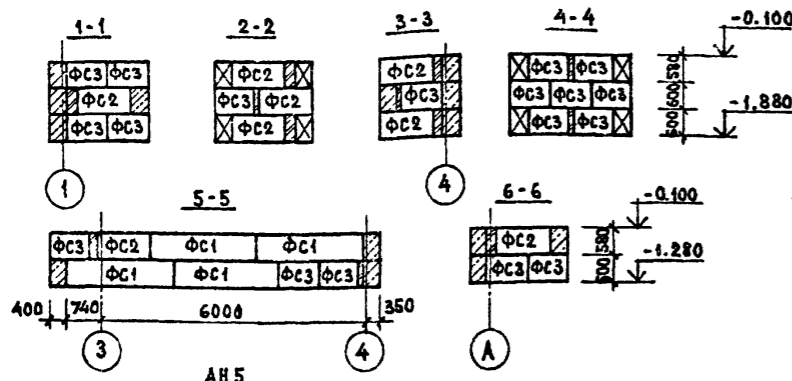 1-1 2-2 3-3 4-4
-0.100
ФС3 ФС3 ФС2 ФС2 ФС3 ФС3 580
ФС2 ФС3 ФС2 ФС3 ФС3 ФС3 ФС3 600
ФС3 ФС3 ФС2 ФС2 ФС3 ФС3 600
-1.880
1 4
5-5 6-6
-0.100
ФС3 ФС2 ФС1 ФС1 ФС2 580
ФС1 ФС1 ФС3 ФС3 ФС3 ФС3 600
-1.280
400 740 6000 350
3 4 А
АН5